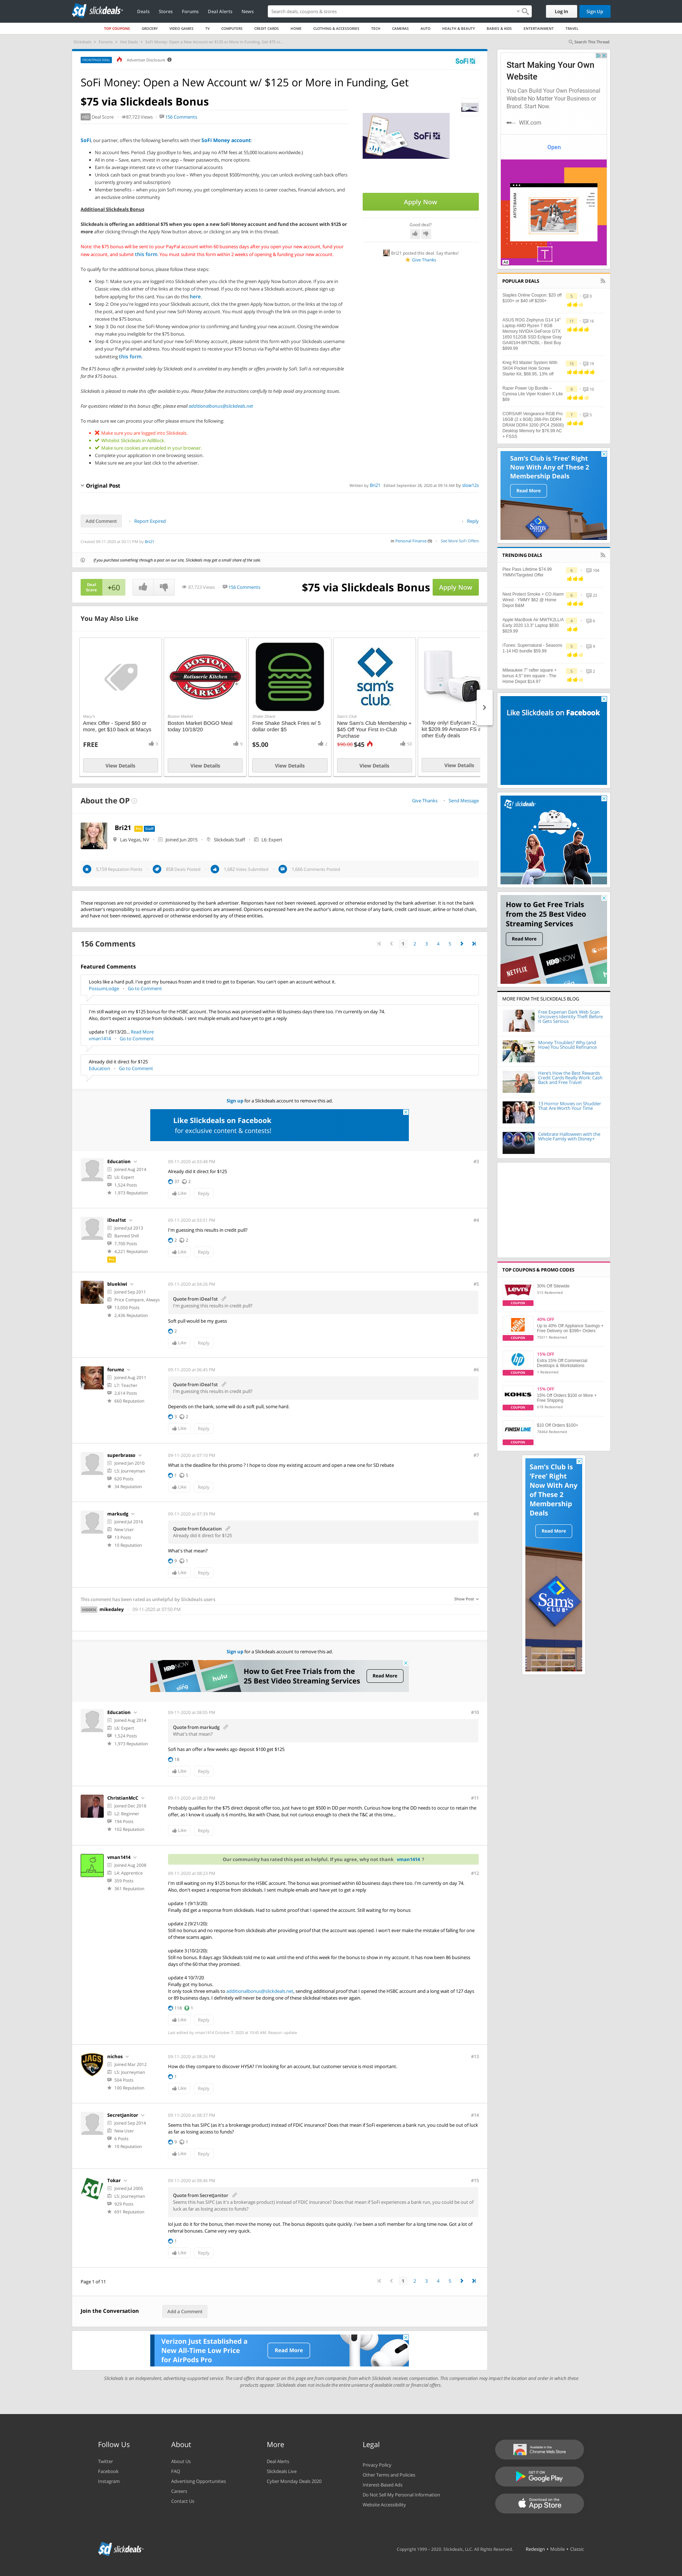 slickdeals
Deals
Stores
Forums
Deal Alerts
News
Search deals, coupons & stores
Log In
Sign Up
TOP COUPONS
GROCERY
VIDEO GAMES
TV
COMPUTERS
CREDIT CARDS
HOME
CLOTHING & ACCESSORIES
TECH
CAMERAS
AUTO
HEALTH & BEAUTY
BABIES & KIDS
ENTERTAINMENT
TRAVEL
Slickdeals > Forums > Hot Deals > SoFi Money: Open a New Account w/ $125 or More in Funding, Get $75 vi...
Search This Thread
FRONTPAGE DEAL
Advertiser Disclosure
SoFi
SoFi Money: Open a New Account w/ $125 or More in Funding, Get
$75 via Slickdeals Bonus
+60 Deal Score 87,723 Views 156 Comments
SoFi, our partner, offers the following benefits with their SoFi Money account:
No account fees. Period. (Say goodbye to fees, and pay no ATM fees at 55,000 locations worldwide.)
All in one – Save, earn, invest in one app – fewer passwords, more options
Earn 6x average interest rate vs other transactional accounts
Unlock cash back on great brands you love – When you deposit $500/monthly; you can unlock evolving cash back offers (currently grocery and spirit airlines)
Member benefits – when you join SoFi money, you get complimentary access to career coaches, financial advisors, and an exclusive online community
Additional Slickdeals Bonus
Slickdeals is offering an additional $75 when you open a new SoFi Money account and fund the account with $125 or more after clicking through the Apply Now button above, or clicking on any link in this thread.
Note: the $75 bonus will be sent to your PayPal account within 60 business days after you open your new account, fund your new account, and submit this form. You must submit this form within 2 weeks of opening & funding your new account.
To qualify for the additional bonus, please follow these steps:
Step 1: Make sure you are logged into Slickdeals when you click the green Apply Now button above. If you are in Classic view, please click either of the links above at the top of the thread. If you do not have a Slickdeals account, please sign up before applying for this card. You can do this here.
Step 2: Once you're logged into your Slickdeals account, click the the green Apply Now button, or the links at the top of the post, and open and fund your new SoFi Money account. You must click through on the links above on this page in order to receive the $75 bonus.
Step 3: Do not close the SoFi Money window prior to confirming the funding of your new account. Closing the window may make you ineligible for the $75 bonus.
Step 4: Once you open and fund your new SoFi Money account, please submit this form with your Slickdeals username and your PayPal email address. You should expect to receive your $75 bonus via PayPal within 60 business days after submitting this form.
The $75 bonus offer is solely provided by Slickdeals and is unrelated to any benefits or offers provided by SoFi. SoFi is not responsible for the $75 bonus.
Slickdeals is pleased to make this offer available to you. Please follow the instructions carefully to help avoid any processing issues.
For questions related to this bonus offer, please email additionalbonus@slickdeals.net
To make sure we can process your offer please ensure the following:
Make sure you are logged into Slickdeals.
Whitelist Slickdeals in AdBlock.
Make sure cookies are enabled in your browser.
Complete your application in one browsing session.
Make sure we are your last click to the advertiser.
Original Post
Written by Bri21 Edited September 28, 2020 at 09:16 AM by slow12s
Add Comment
Report Expired
Reply
in Personal Finance (5) See More SoFi Offers
If you purchase something through a post on our site, Slickdeals may get a small share of the sale.
Apply Now
Good deal?
Bri21 posted this deal. Say thanks!
Give Thanks
Deal Score +60
87,723 Views 156 Comments
$75 via Slickdeals Bonus
Apply Now
You May Also Like
Macy's
Amex Offer - Spend $60 or more, get $10 back at Macys
FREE
View Details
BOSTON MARKET
Rotisserie Kitchen
Boston Market
Boston Market BOGO Meal today 10/18/20
View Details
Shake Shack
Free Shake Shack Fries w/ 5 dollar order $5
$5.00
View Details
sam's club
Sam's Club
New Sam's Club Membership + $45 Off Your First In-Club Purchase
$90.00 $45
View Details
Today only! Eufycam 2, kit $209.99 Amazon FS other Eufy deals
View Details
About the OP
Give Thanks
Send Message
Bri21
Staff
Las Vegas, NV
Joined Jun 2015
Slickdeals Staff
L6: Expert
5,739 Reputation Points
938 Deals Posted
1,682 Votes Submitted
1,066 Comments Posted
These responses are not provided or commissioned by the bank advertiser. Responses have not been reviewed, approved or otherwise endorsed by the bank advertiser. It is not the bank advertiser's responsibility to ensure all posts and/or questions are answered. Opinions expressed here are the author's alone, not those of any bank, credit card issuer, airline or hotel chain, and have not been reviewed, approved or otherwise endorsed by any of these entities.
156 Comments
1 2 3 4 5
Featured Comments
Looks like a hard pull. I've got my bureaus frozen and it tried to get to Experian. You can't open an account without it.
PossumLodge Go to Comment
I'm still waiting on my $125 bonus for the HSBC account. The bonus was promised within 60 business days there too. I'm currently on day 74.
Also, don't expect a response from slickdeals. I sent multiple emails and have yet to get a reply
update 1 (9/13/20... Read More
vman1414 Go to Comment
Already did it direct for $125
Education Go to Comment
Sign up for a Slickdeals account to remove this ad.
Like Slickdeals on Facebook
for exclusive content & contests!
Education
Joined Aug 2014
L6: Expert
1,524 Posts
1,973 Reputation
09-11-2020 at 03:49 PM
#3
Already did it direct for $125
37 2
Like
Reply
iDeal1st
Joined Jul 2013
Banned Shill
7,700 Posts
4,221 Reputation
Pro
09-11-2020 at 03:51 PM
#4
I'm guessing this results in credit pull?
2 2
Like
Reply
bluekiwi
Joined Sep 2011
Price Compare, Always
13,050 Posts
2,436 Reputation
09-11-2020 at 04:26 PM
#5
Quote from iDeal1st
I'm guessing this results in credit pull?
Soft pull would be my guess
2
Like
Reply
forumz
Joined Aug 2011
L7: Teacher
2,614 Posts
660 Reputation
09-11-2020 at 06:45 PM
#6
Quote from iDeal1st
I'm guessing this results in credit pull?
Depends on the bank, some will do a soft pull, some hard.
3 2
Like
Reply
superbrasso
Joined Jan 2010
L3: Journeyman
620 Posts
34 Reputation
09-11-2020 at 07:10 PM
#7
What is the deadline for this promo ? I hope to close my existing account and open a new one for SD rebate
1 5
Like
Reply
markudg
Joined Jul 2016
New User
13 Posts
10 Reputation
09-11-2020 at 07:39 PM
#8
Quote from Education
Already did it direct for $125
What's that mean?
9 1
Like
Reply
This comment has been rated as unhelpful by Slickdeals users
Show Post
HIDDEN mikedaley 09-11-2020 at 07:50 PM
Sign up for a Slickdeals account to remove this ad.
HBO NOW
sling
hulu
How to Get Free Trials from the 25 Best Video Streaming Services
Read More
Education
Joined Aug 2014
L6: Expert
1,524 Posts
1,973 Reputation
09-11-2020 at 08:05 PM
#10
Quote from markudg
What's that mean?
Sofi has an offer a few weeks ago deposit $100 get $125
18
Like
Reply
ChristianMcC
Joined Dec 2018
L2: Beginner
194 Posts
102 Reputation
09-11-2020 at 08:20 PM
#11
Probably qualifies for the $75 direct deposit offer too, just have to get $500 in DD per month. Curious how long the DD needs to occur to retain the offer, as I know it usually is 6 months, like with Chase, but not curious enough to check the T&C at this time...
Like
Reply
vman1414
Joined Aug 2008
L4: Apprentice
359 Posts
361 Reputation
Our community has rated this post as helpful. If you agree, why not thank vman1414 ?
09-11-2020 at 08:23 PM
#12
I'm still waiting on my $125 bonus for the HSBC account. The bonus was promised within 60 business days there too. I'm currently on day 74.
Also, don't expect a response from slickdeals. I sent multiple emails and have yet to get a reply
update 1 (9/13/20):
Finally did get a response from slickdeals. Had to submit proof that I opened the account. Still waiting for my bonus
update 2 (9/21/20):
Still no bonus and no response from slickdeals after providing proof that the account was opened. I won't ever make the mistake of falling for one of these scams again.
update 3 (10/2/20):
Still no bonus, 8 days ago Slickdeals told me to wait until the end of this week for the bonus to show in my account. It has now been 86 business days of the 60 that they promised.
update 4 10/7/20
Finally got my bonus.
It only took three emails to additionalbonus@slickdeals.net, sending additional proof that I opened the HSBC account and a long wait of 127 days or 89 business days. I definitely will never be doing one of these slickdeal rebates ever again.
118 1
Like
Reply
Last edited by vman1414 October 7, 2020 at 10:45 AM. Reason: update
nichos
Joined Mar 2012
L5: Journeyman
504 Posts
100 Reputation
09-11-2020 at 08:26 PM
#13
How do they compare to discover HYSA? I'm looking for an account, but customer service is most important.
1
Like
Reply
SecretJanitor
Joined Sep 2014
New User
6 Posts
16 Reputation
09-11-2020 at 08:37 PM
#14
Seems this has SIPC (as it's a brokerage product) instead of FDIC insurance? Does that mean if SoFi experiences a bank run, you could be out of luck as far as losing access to funds?
9 1
Like
Reply
Tokar
Joined Jul 2005
L5: Journeyman
929 Posts
691 Reputation
09-11-2020 at 08:46 PM
#15
Quote from SecretJanitor
Seems this has SIPC (as it's a brokerage product) instead of FDIC insurance? Does that mean if SoFi experiences a bank run, you could be out of luck as far as losing access to funds?
lol just do it for the bonus, then move the money out. The bonus deposits quite quickly. I've been a sofi member for a long time now. Got a lot of referral bonuses. Came very very quick.
1
Like
Reply
Page 1 of 11
1 2 3 4 5
Join the Conversation
Add a Comment
Verizon Just Established a New All-Time Low Price for AirPods Pro
Read More
Slickdeals is an independent, advertising-supported service. The card offers that appear on this page are from companies from which Slickdeals receives compensation. This compensation may impact the location and order in which these products appear. Slickdeals does not include the entire universe of available credit or financial offers.
Start Making Your Own Website
You Can Build Your Own Professional Website No Matter Your Business or Brand. Start Now.
WIX.com
Open
Ad
POPULAR DEALS
Staples Online Coupon: $20 off $100+ or $40 off $200+
ASUS ROG Zephyrus G14 14" Laptop AMD Ryzen 7 8GB Memory NVIDIA GeForce GTX 1650 512GB SSD Eclipse Gray GA401IH-BR7N2BL - Best Buy $899.99
Kreg R3 Master System With SK04 Pocket Hole Screw Starter Kit, $68.95, 13% off
Razer Power Up Bundle – Cynosa Lite Viper Kraken X Lite $69
CORSAIR Vengeance RGB Pro 16GB (2 x 8GB) 288-Pin DDR4 DRAM DDR4 3200 (PC4 25600) Desktop Memory for $76.99 AC + FSSS
Sam's Club is 'Free' Right Now With Any of These 2 Membership Deals
Read More
TRENDING DEALS
Plex Pass Lifetime $74.99 YMMV/Targeted Offer
Nest Protect Smoke + CO Alarm Wired - YMMY $62 @ Home Depot B&M
Apple MacBook Air MWTK2LL/A Early 2020 13.3" Laptop $830 $829.99
iTunes: Supernatural - Seasons 1-14 HD bundle $59.99
Milwaukee 7" rafter square + bonus 4.5" trim square - The Home Depot $14.97
Like Slickdeals on Facebook
slickdeals
How to Get Free Trials from the 25 Best Video Streaming Services
Read More
HBO NOW
NETFLIX
hulu
MORE FROM THE SLICKDEALS BLOG
Free Experian Dark Web Scan Uncovers Identity Theft Before It Gets Serious
Money Troubles? Why (and How) You Should Refinance
Here's How the Best Rewards Credit Cards Really Work: Cash Back and Free Travel
13 Horror Movies on Shudder That Are Worth Your Time
Celebrate Halloween with the Whole Family with Disney+
TOP COUPONS & PROMO CODES
LEVI'S
COUPON
30% Off Sitewide
40% OFF
Up to 40% Off Appliance Savings + Free Delivery on $396+ Orders
COUPON
hp
15% OFF
Extra 15% Off Commercial Desktops & Workstations
1 Redeemed
COUPON
KOHL'S
15% OFF
15% Off Orders $100 or More + Free Shipping
COUPON
FINISH LINE
$10 Off Orders $100+
COUPON
Sam's Club is 'Free' Right Now With Any of These 2 Membership Deals
Read More
Sam's CLUB
Follow Us
Twitter
Facebook
Instagram
About
About Us
FAQ
Advertising Opportunities
Careers
Contact Us
More
Deal Alerts
Slickdeals Live
Cyber Monday Deals 2020
Legal
Privacy Policy
Other Terms and Policies
Interest Based Ads
Do Not Sell My Personal Information
Website Accessibility
Available in the Chrome Web Store
GET IT ON Google Play
Download on the App Store
slickdeals
Copyright 1999 - 2020. Slickdeals, LLC. All Rights Reserved.
Redesign • Mobile • Classic